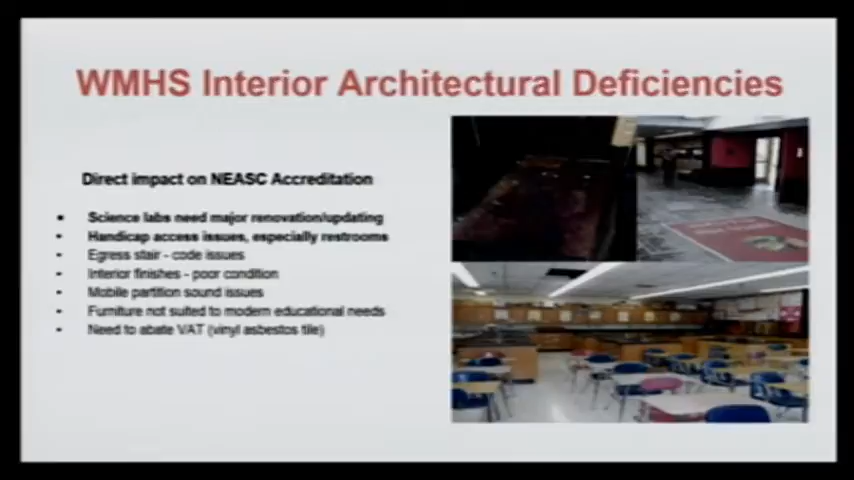 WMHS Interior Architectural Deficiencies
Direct impact on NEASC Accreditation
• Science labs need major renovation/updating
• Handicap access issues, especially restrooms
• Egress stair - code issues
• Interior finishes - poor condition
• Mobile partition sound issues
• Furniture not suited to modern educational needs
• Need to abate VAT (vinyl asbestos tile)